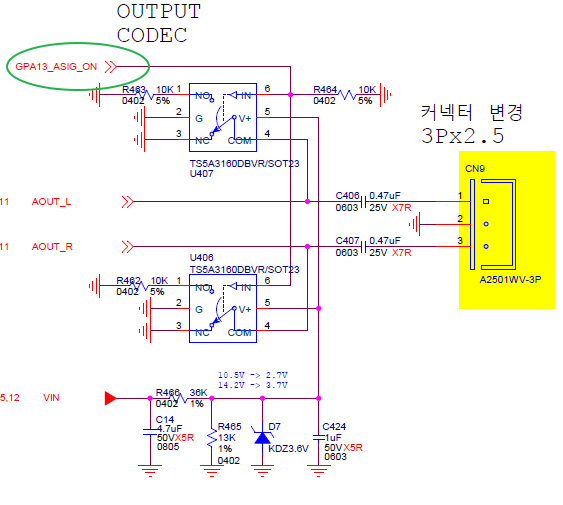 OUTPUT
CODEC
GPA13_ASIG_ON
R463 10K
0402 5%
1 NO IN 6
2 G V+ 5
3 NC COM 4
R464 10K
0402 5%
TS5A3160DBVR/SOT23
U407
커넥터 변경
3Px2.5
CN9
11 AOUT_L
C406 0.47uF
0603 25V X7R
1
2
3
11 AOUT_R
C407 0.47uF
0603 25V X7R
A2501WV-3P
U406
TS5A3160DBVR/SOT23
R462 10K
0402 5%
1 NO IN 6
2 G V+ 5
3 NC COM 4
10.5V -> 2.7V
14.2V -> 3.7V
5,12 VIN
R466 36K
0402 1%
C14
4.7uF
50V X5R
0805
R465
13K
1%
0402
D7
KDZ3.6V
C424
1uF
50V X5R
0603